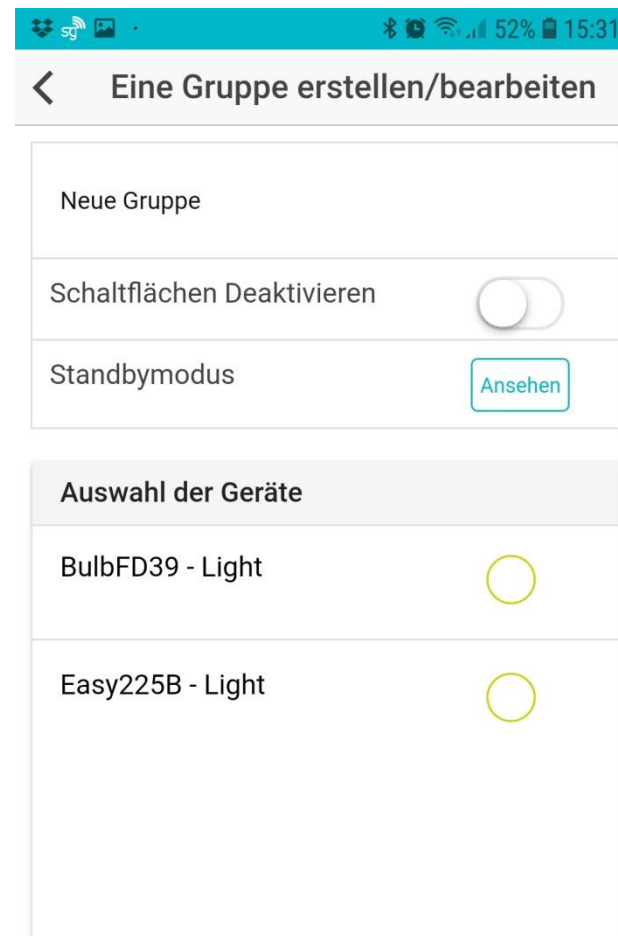 sg 52% 15:31
Eine Gruppe erstellen/bearbeiten
Neue Gruppe
Schaltflächen Deaktivieren
Standbymodus Ansehen
Auswahl der Geräte
BulbFD39 - Light
Easy225B - Light